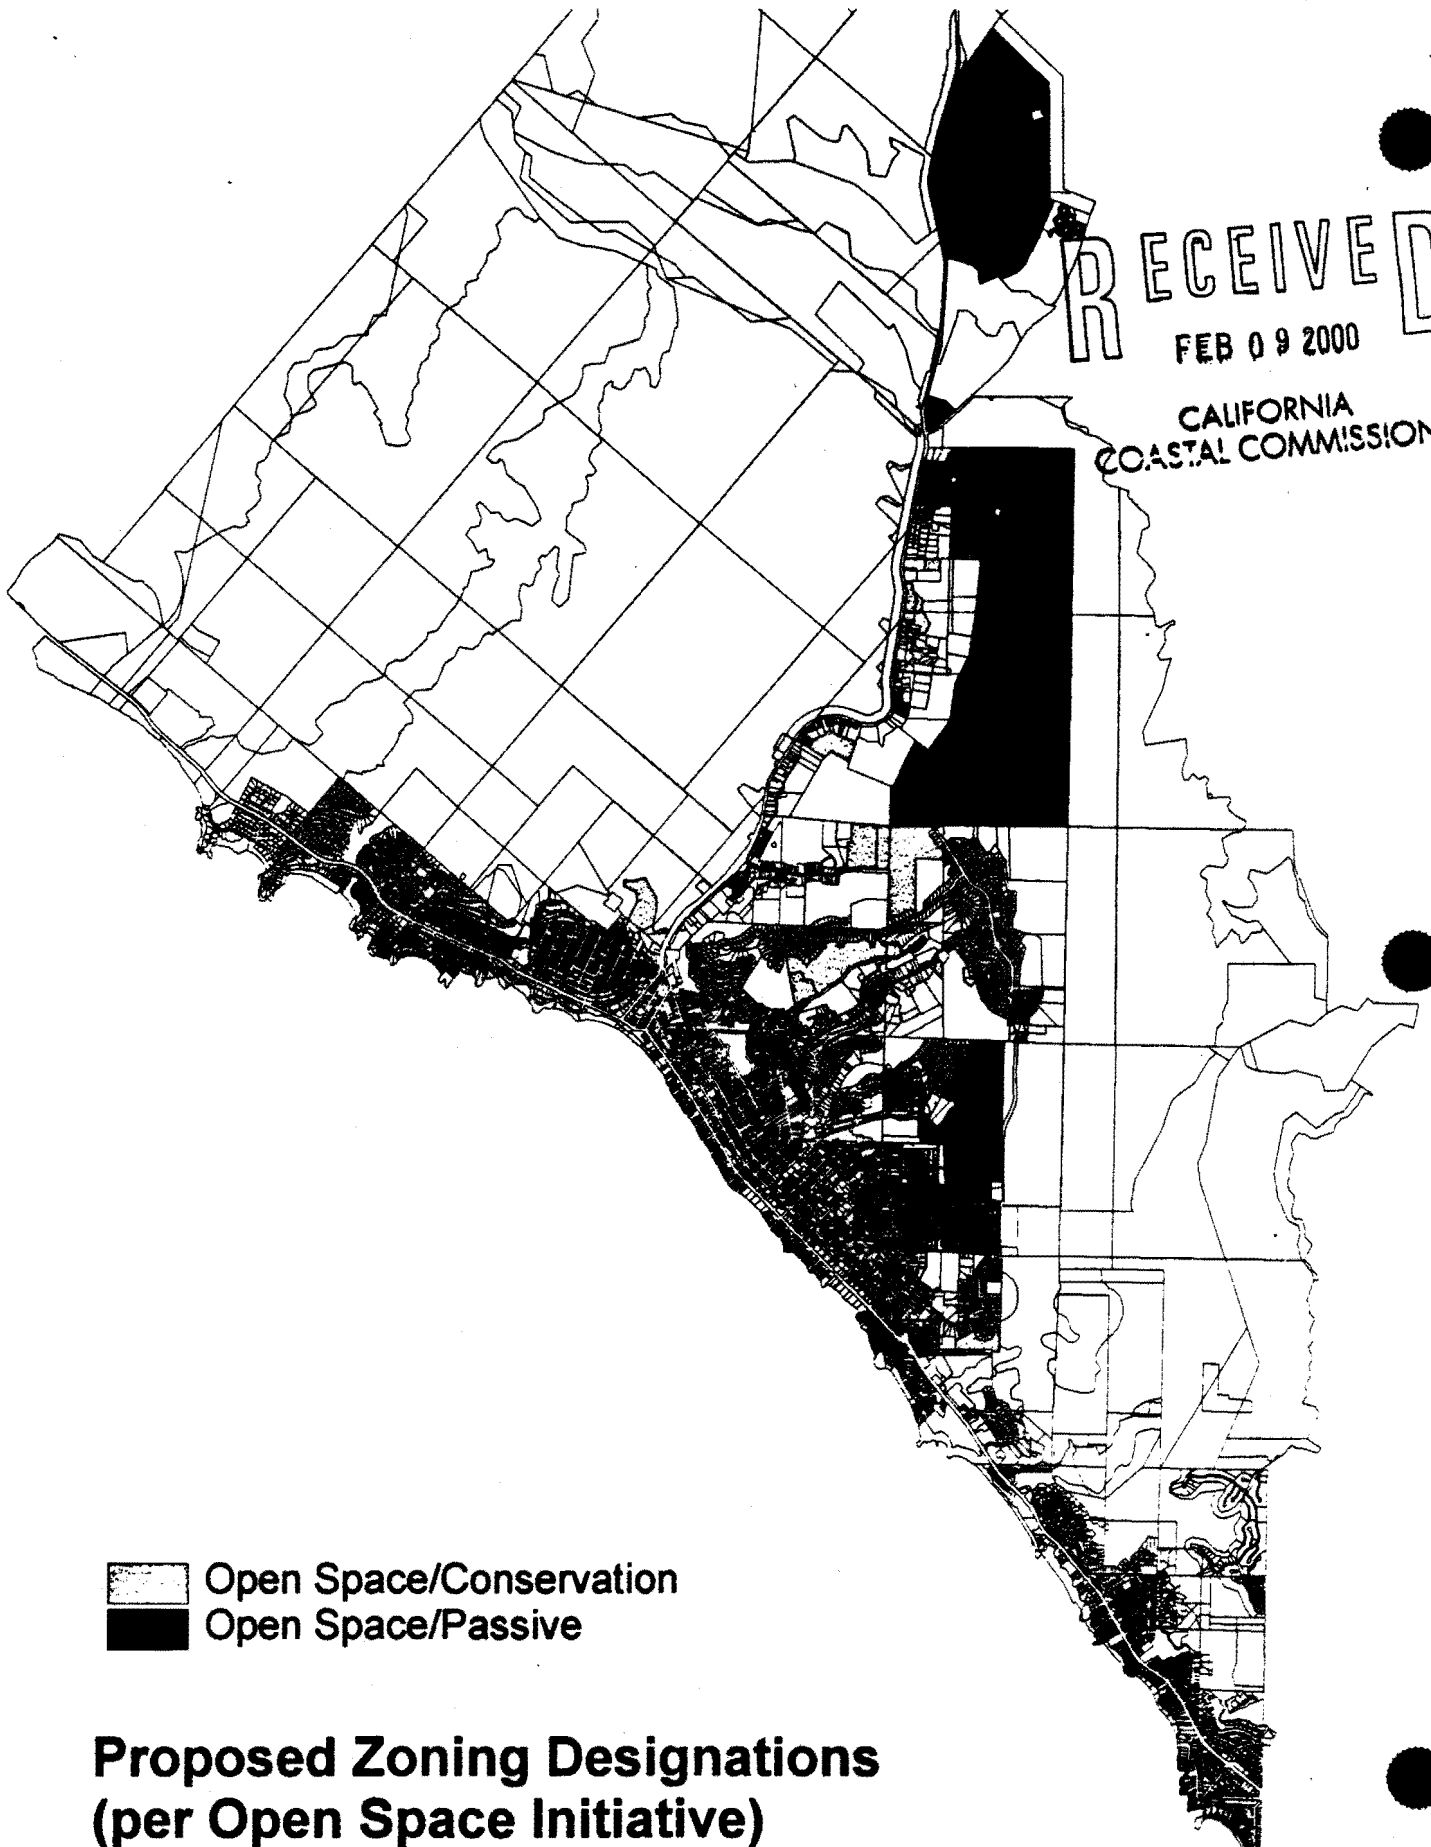 RECEIVED
FEB 09 2000
CALIFORNIA
COASTAL COMMISSION
Open Space/Conservation
Open Space/Passive
Proposed Zoning Designations
(per Open Space Initiative)